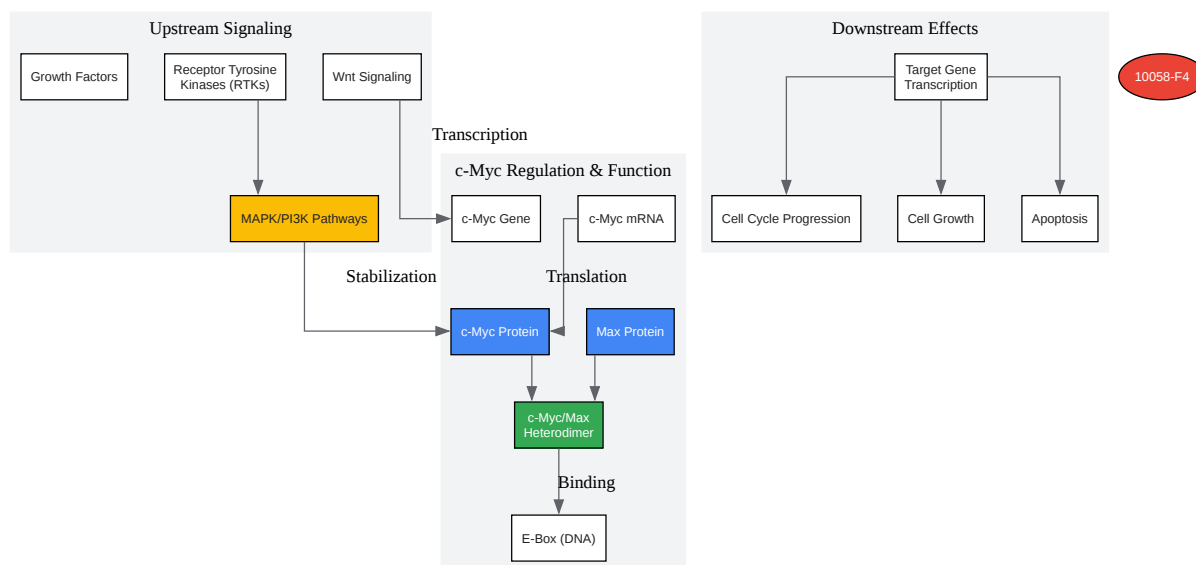 Upstream Signaling
Growth Factors
Receptor Tyrosine
Kinases (RTKs)
Wnt Signaling
MAPK/PI3K Pathways
Transcription
c-Myc Regulation & Function
c-Myc Gene
c-Myc mRNA
Stabilization
Translation
c-Myc Protein
Max Protein
c-Myc/Max
Heterodimer
Binding
E-Box (DNA)
Downstream Effects
Target Gene
Transcription
Cell Cycle Progression
Cell Growth
Apoptosis
10058-F4